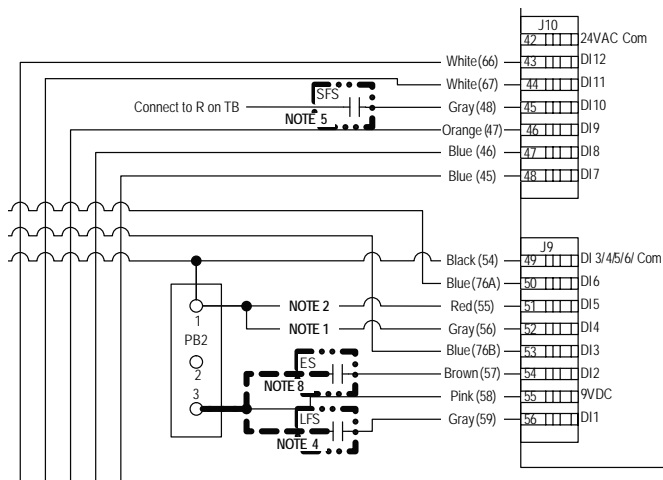 J10
42 24VAC Com
White (66) 43 DI12
White (67) 44 DI11
SFS
Connect to R on TB Gray (48) 45 DI10
NOTE 5
Orange (47) 46 DI9
Blue (46) 47 DI8
Blue (45) 48 DI7
J9
Black (54) 49 DI 3/4/5/6/ Com
Blue (76A) 50 DI6
1 NOTE 2 Red (55) 51 DI5
NOTE 1 Gray (56) 52 DI4
PB2 Blue (76B) 53 DI3
2 ES
Brown (57) 54 DI2
NOTE 8
3 Pink (58) 55 9VDC
LFS
Gray (59) 56 DI1
NOTE 4